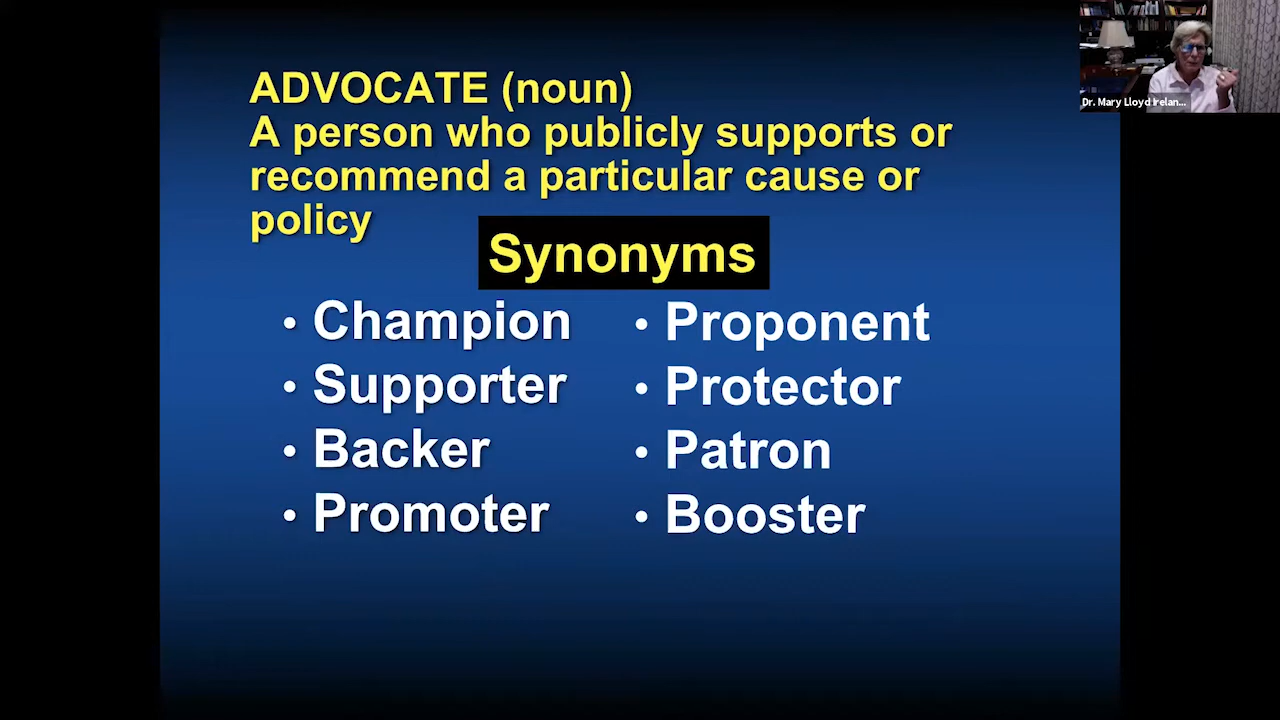 ADVOCATE (noun)
A person who publicly supports or
recommend a particular cause or
policy
Synonyms
• Champion
• Supporter
• Backer
• Promoter
• Proponent
• Protector
• Patron
• Booster
Dr. Mary Lloyd Irelan...